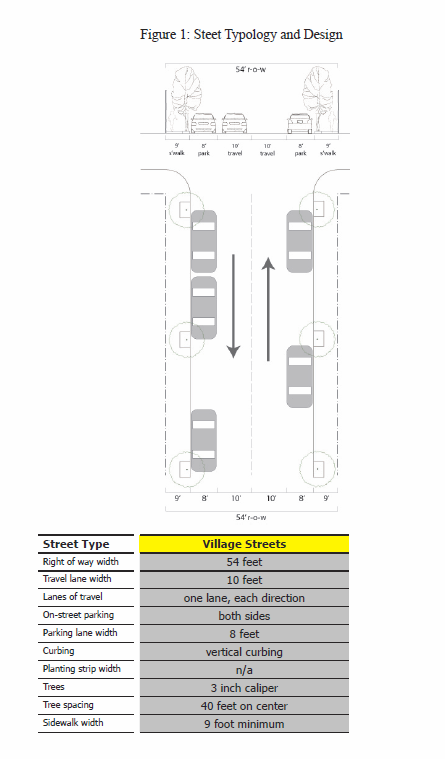 Figure 1: Steet Typology and Design
54' r-o-w
9' 8' 10' 10' 8' 9'
s'walk park travel travel park s'walk
9' 8' 10' 10' 8' 9'
54' r-o-w
Street Type Village Streets
Right of way width 54 feet
Travel lane width 10 feet
Lanes of travel one lane, each direction
On-street parking both sides
Parking lane width 8 feet
Curbing vertical curbing
Planting strip width n/a
Trees 3 inch caliper
Tree spacing 40 feet on center
Sidewalk width 9 foot minimum